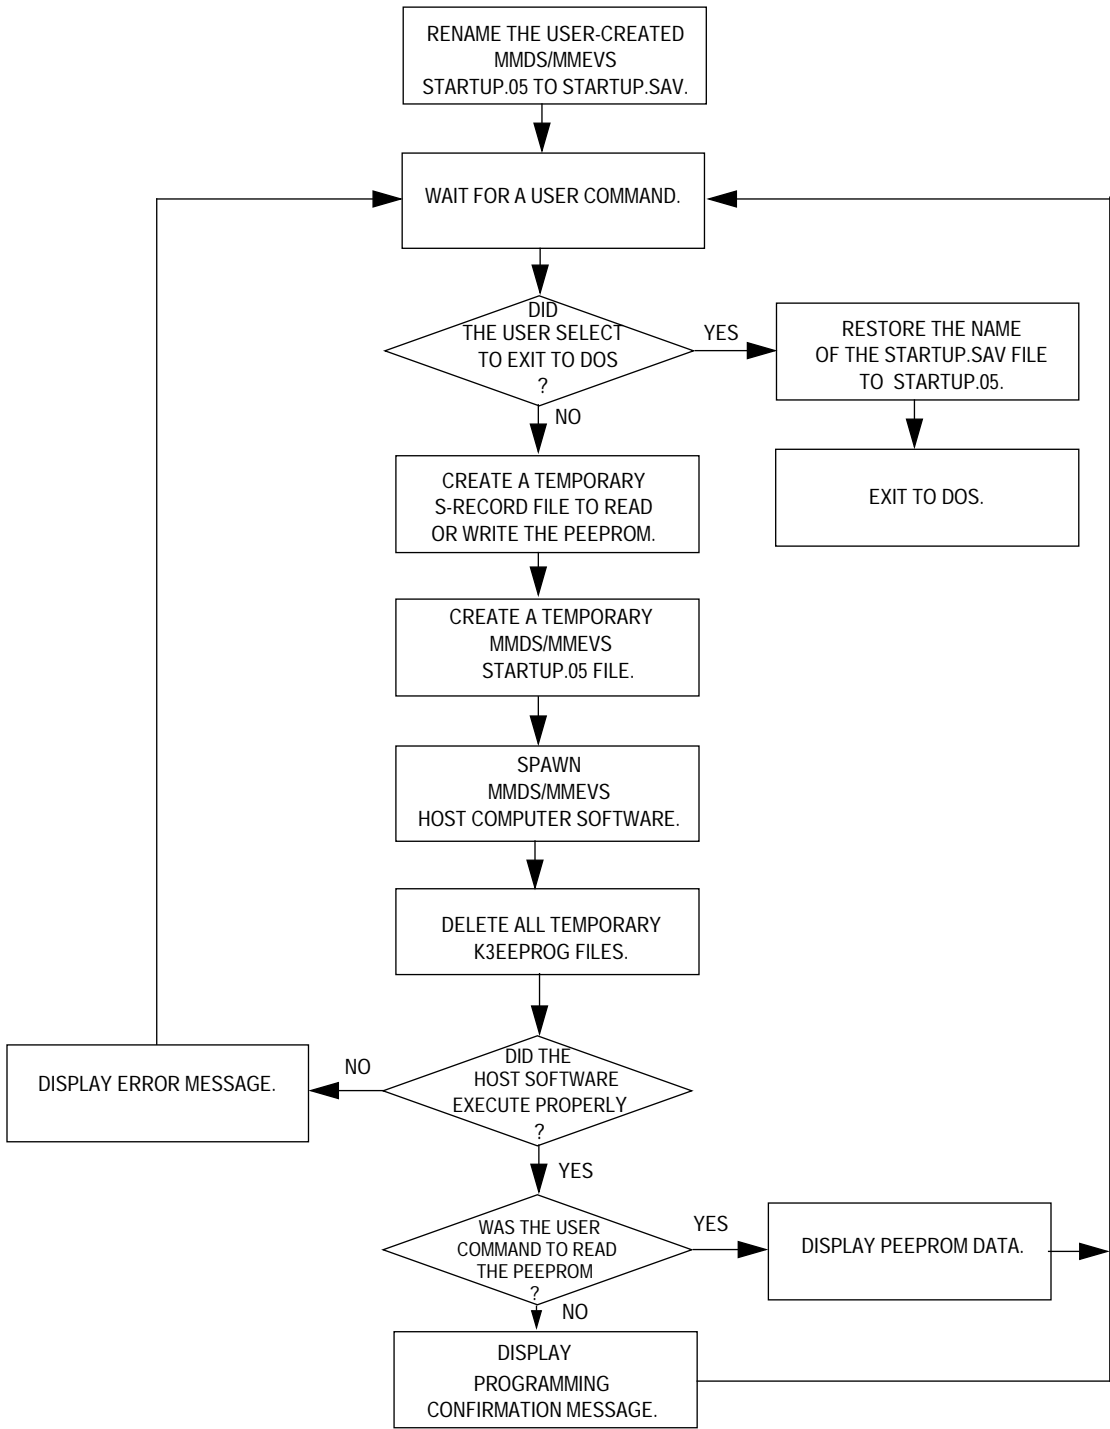 RENAME THE USER-CREATED
MMDS/MMEVS
STARTUP.05 TO STARTUP.SAV.
WAIT FOR A USER COMMAND.
DID
THE USER SELECT
TO EXIT TO DOS
?
YES
RESTORE THE NAME
OF THE STARTUP.SAV FILE
TO STARTUP.05.
NO
EXIT TO DOS.
CREATE A TEMPORARY
S-RECORD FILE TO READ
OR WRITE THE PEEPROM.
CREATE A TEMPORARY
MMDS/MMEVS
STARTUP.05 FILE.
SPAWN
MMDS/MMEVS
HOST COMPUTER SOFTWARE.
DELETE ALL TEMPORARY
K3EEPROG FILES.
DID THE
HOST SOFTWARE
EXECUTE PROPERLY
?
NO
DISPLAY ERROR MESSAGE.
YES
WAS THE USER
COMMAND TO READ
THE PEEPROM
?
YES
DISPLAY PEEPROM DATA.
NO
DISPLAY
PROGRAMMING
CONFIRMATION MESSAGE.